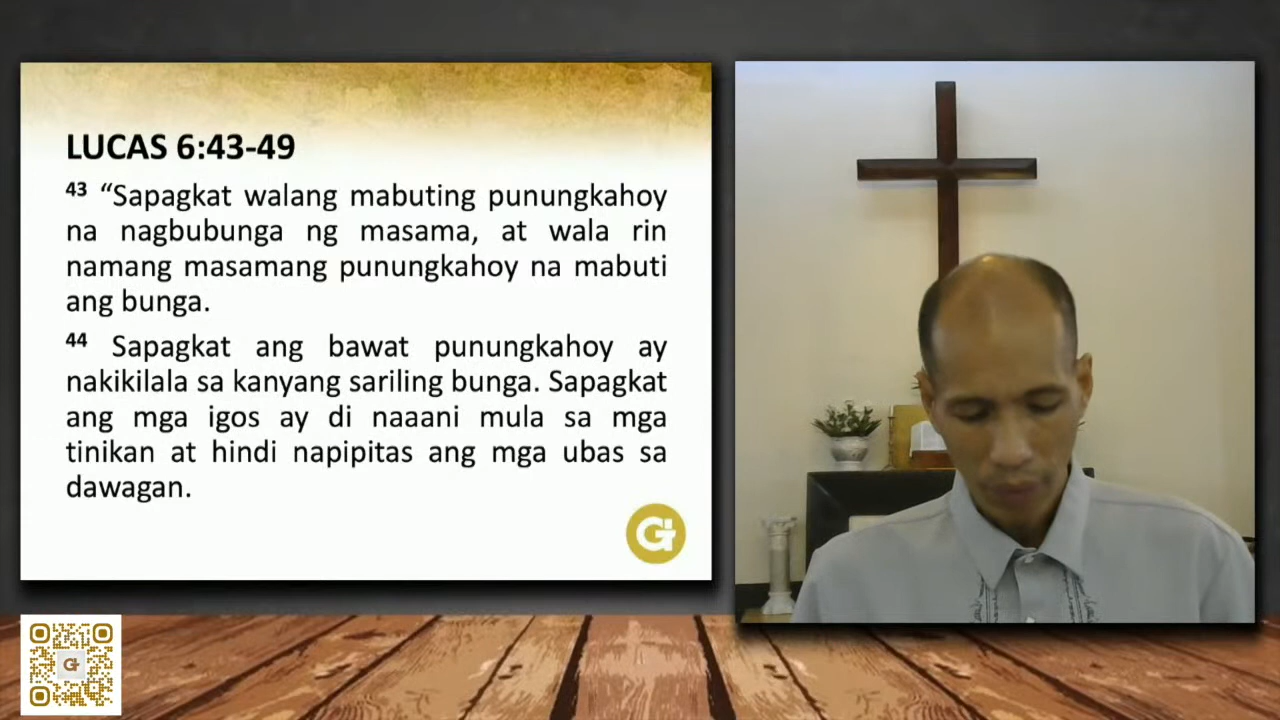 LUCAS 6:43-49
43 “Sapagkat walang mabuting punungkahoy
na nagbubunga ng masama, at wala rin
namang masamang punungkahoy na mabuti
ang bunga.
44 Sapagkat ang bawat punungkahoy ay
nakikilala sa kanyang sariling bunga. Sapagkat
ang mga igos ay di naaani mula sa mga
tinikan at hindi napipitas ang mga ubas sa
dawagan.